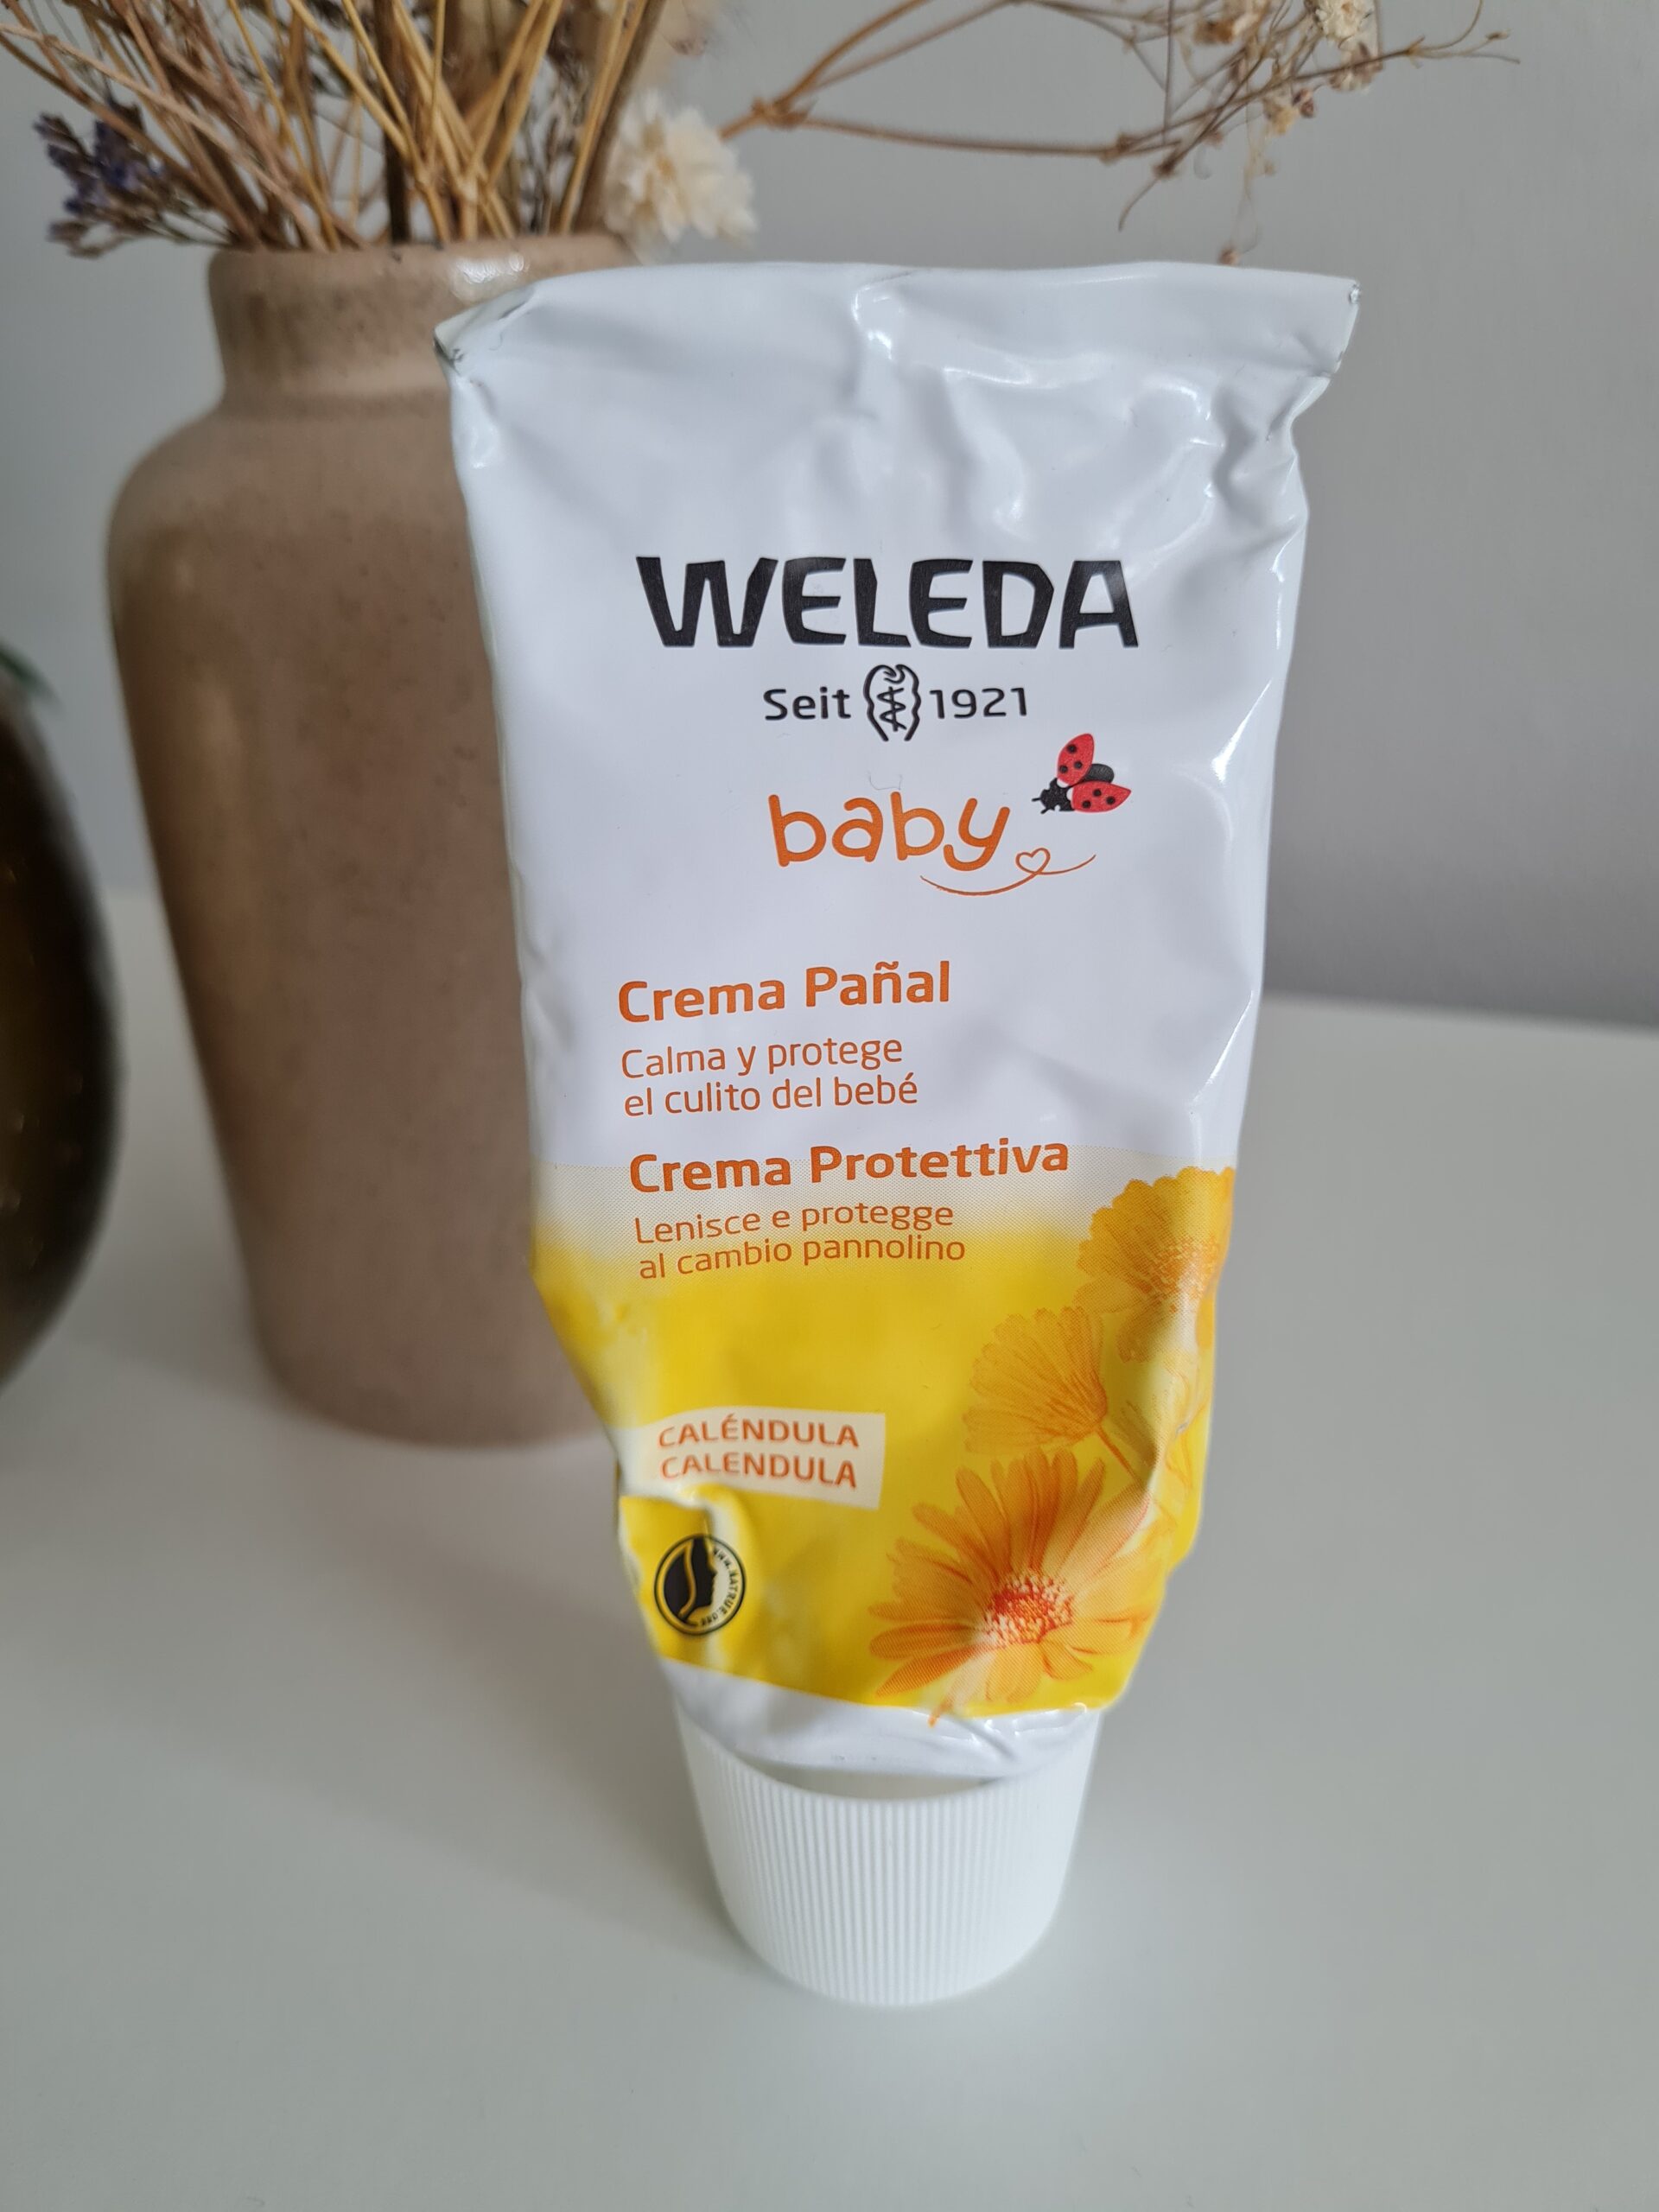 WELEDA
Seit 1921
baby
Crema Pañal
Calma y protege
el culito del bebé
Crema Protettiva
Lenisce e protegge
al cambio pannolino
CALÉNDULA
CALENDULA